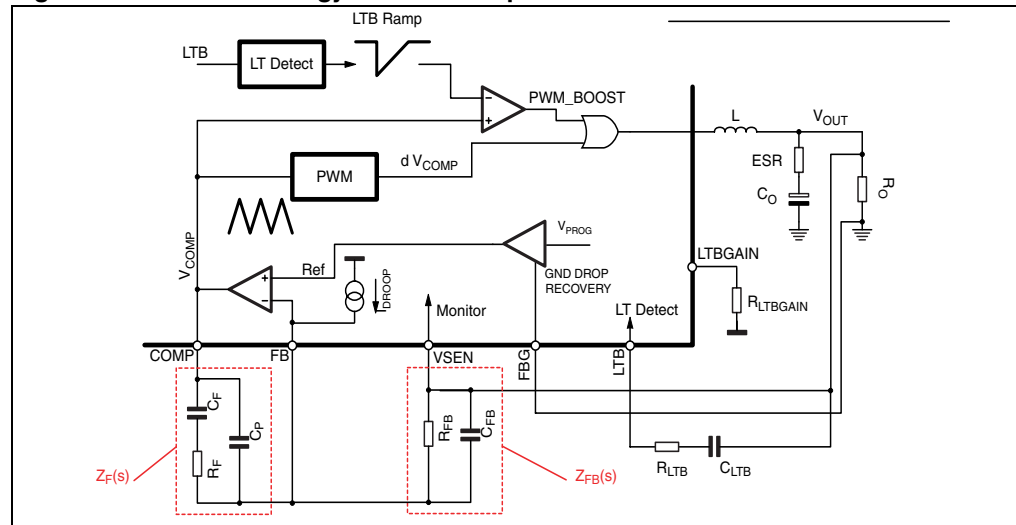 LTB Ramp
LTB
LT Detect
PWM_BOOST
L
VOUT
ESR
CO
RO
d VCOMP
PWM
VPROG
LTBGAIN
VCOMP
Ref
GND DROP
RECOVERY
IDROOP
RLTBGAIN
Monitor
LT Detect
COMP
FB
VSEN
FBG
LTB
CF
CP
RFB
CFB
RF
RLTB
CLTB
ZF(s)
ZFB(s)